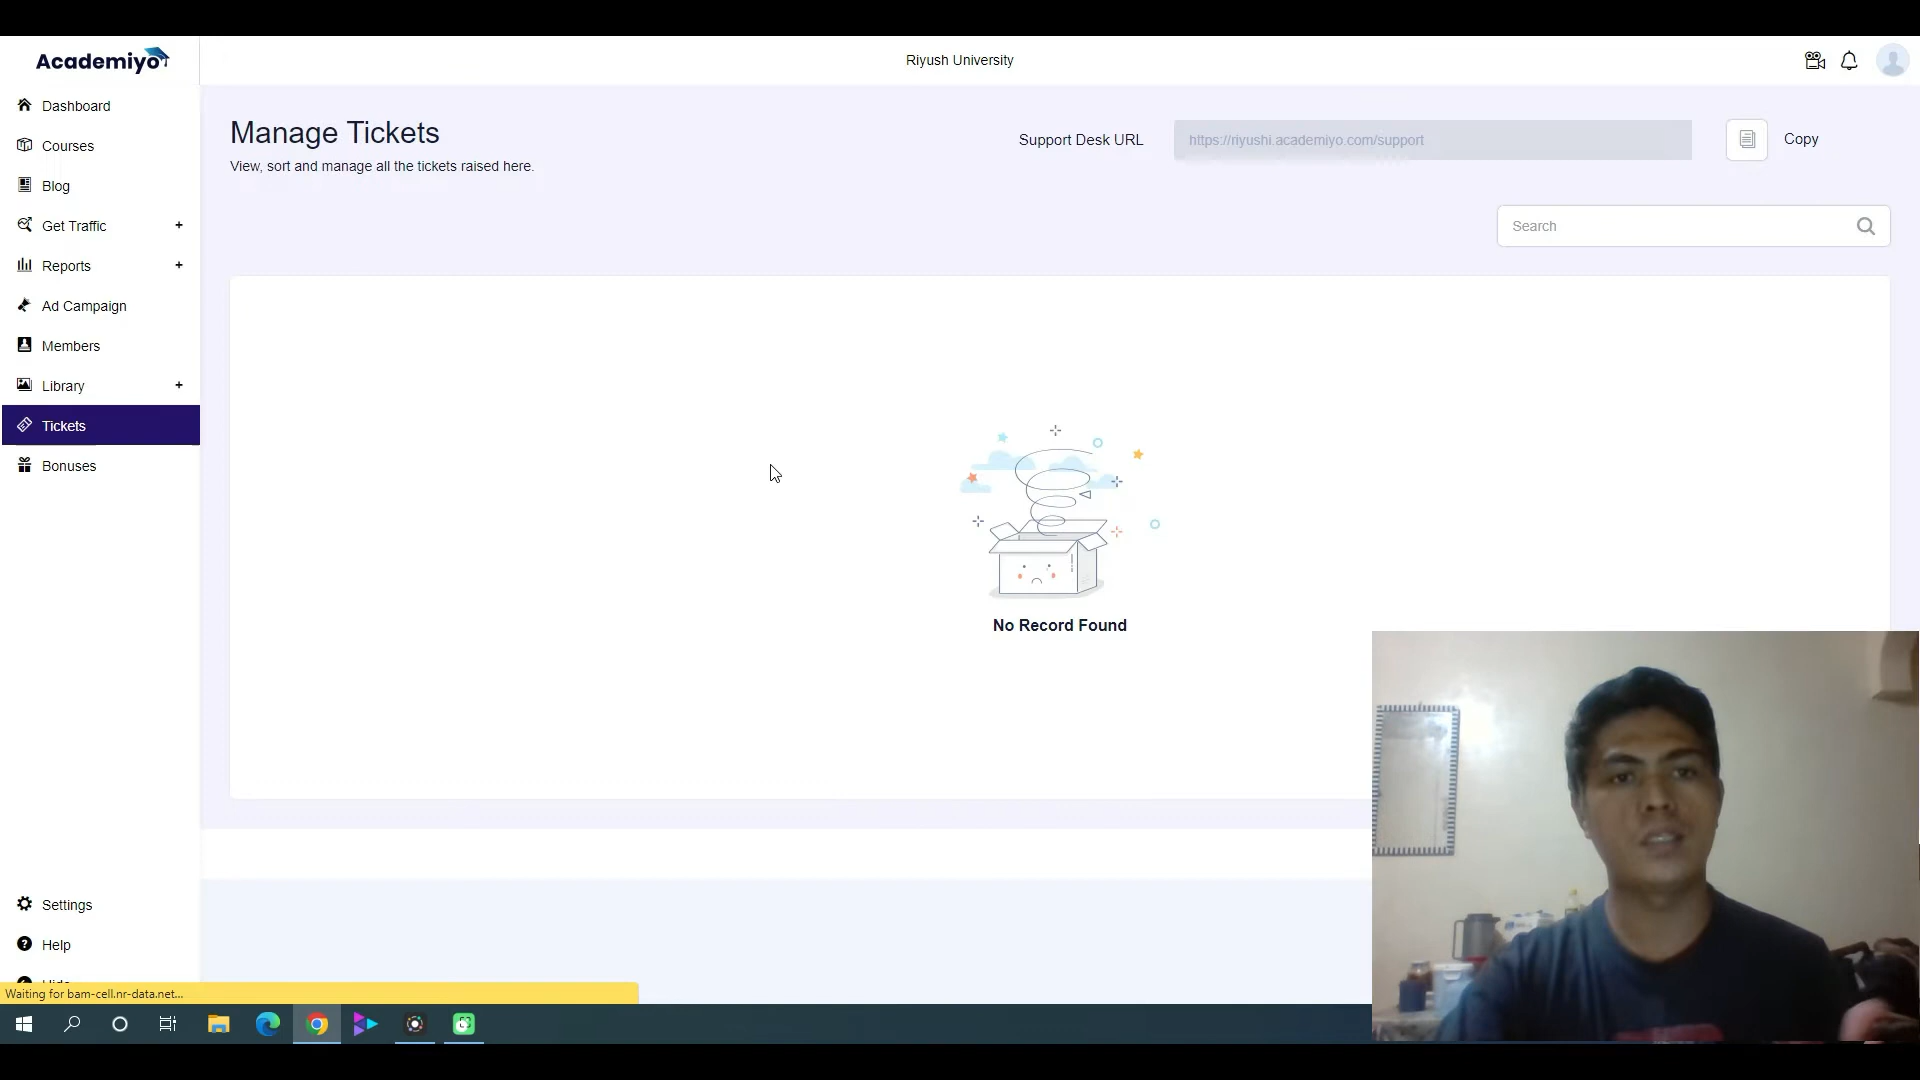 Academiyo
Riyush University
Dashboard
Courses
Blog
Get Traffic +
Reports +
Ad Campaign
Members
Library +
Tickets
Bonuses
Settings
Help
Manage Tickets
View, sort and manage all the tickets raised here.
Support Desk URL
https://riyushi.academiyo.com/support
Copy
Search
No Record Found
Waiting for bam-cell.nr-data.net...